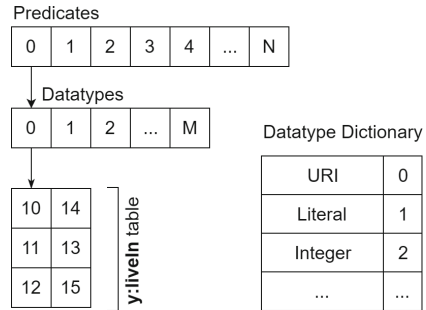 Predicates
0 1 2 3 4 ... N
Datatypes
0 1 2 ... M
10 14
11 13
12 15
y:liveIn table
Datatype Dictionary
URI 0
Literal 1
Integer 2
... ...